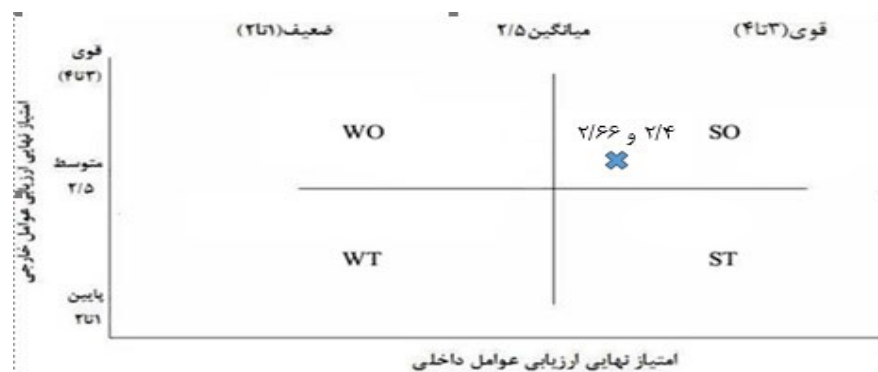 ضعیف(۱تا۲)
میانگین۲/۵
قوی(۳تا۴)
قوی
(۳تا۴)
متوسط
۲/۵
پایین
۱تا۲
امتیاز نهایی ارزیابی عوامل خارجی
WO
۲/۴ و ۲/۶۶
SO
WT
ST
امتیاز نهایی ارزیابی عوامل داخلی